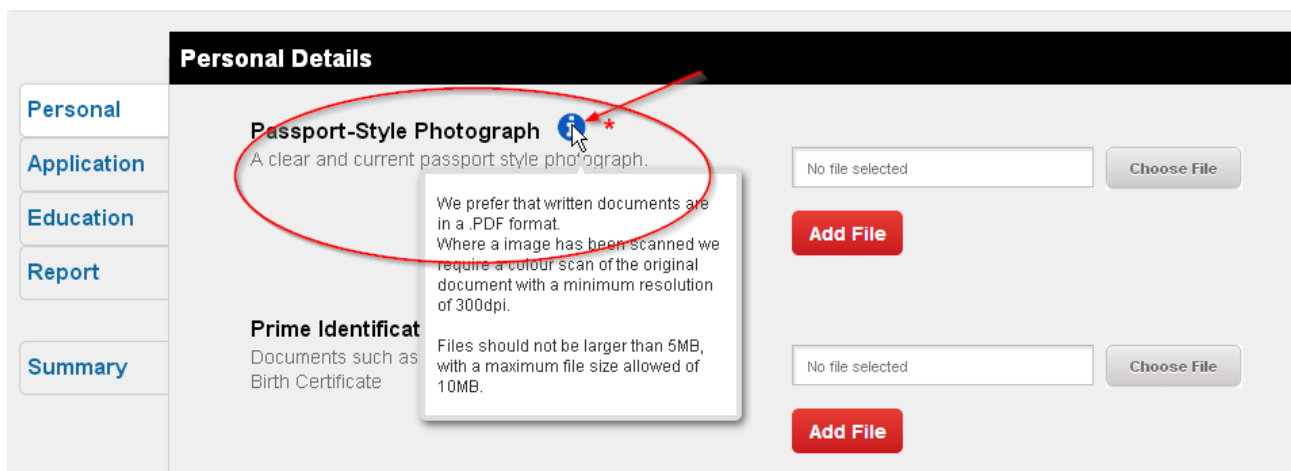 Personal Details
Personal
Application
Education
Report
Summary
Passport-Style Photograph *
A clear and current passport style photograph.
No file selected
Choose File
Add File
We prefer that written documents are
in a .PDF format.
Where a image has been scanned we
require a colour scan of the original
document with a minimum resolution
of 300dpi.
Files should not be larger than 5MB,
with a maximum file size allowed of
10MB.
Prime
Documents such as
Birth Certificate
No file selected
Choose File
Add File